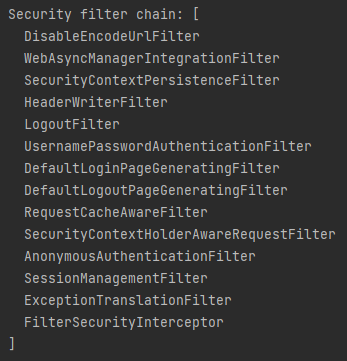 Security filter chain: [
  DisableEncodeUrlFilter
  WebAsyncManagerIntegrationFilter
  SecurityContextPersistenceFilter
  HeaderWriterFilter
  LogoutFilter
  UsernamePasswordAuthenticationFilter
  DefaultLoginPageGeneratingFilter
  DefaultLogoutPageGeneratingFilter
  RequestCacheAwareFilter
  SecurityContextHolderAwareRequestFilter
  AnonymousAuthenticationFilter
  SessionManagementFilter
  ExceptionTranslationFilter
  FilterSecurityInterceptor
]